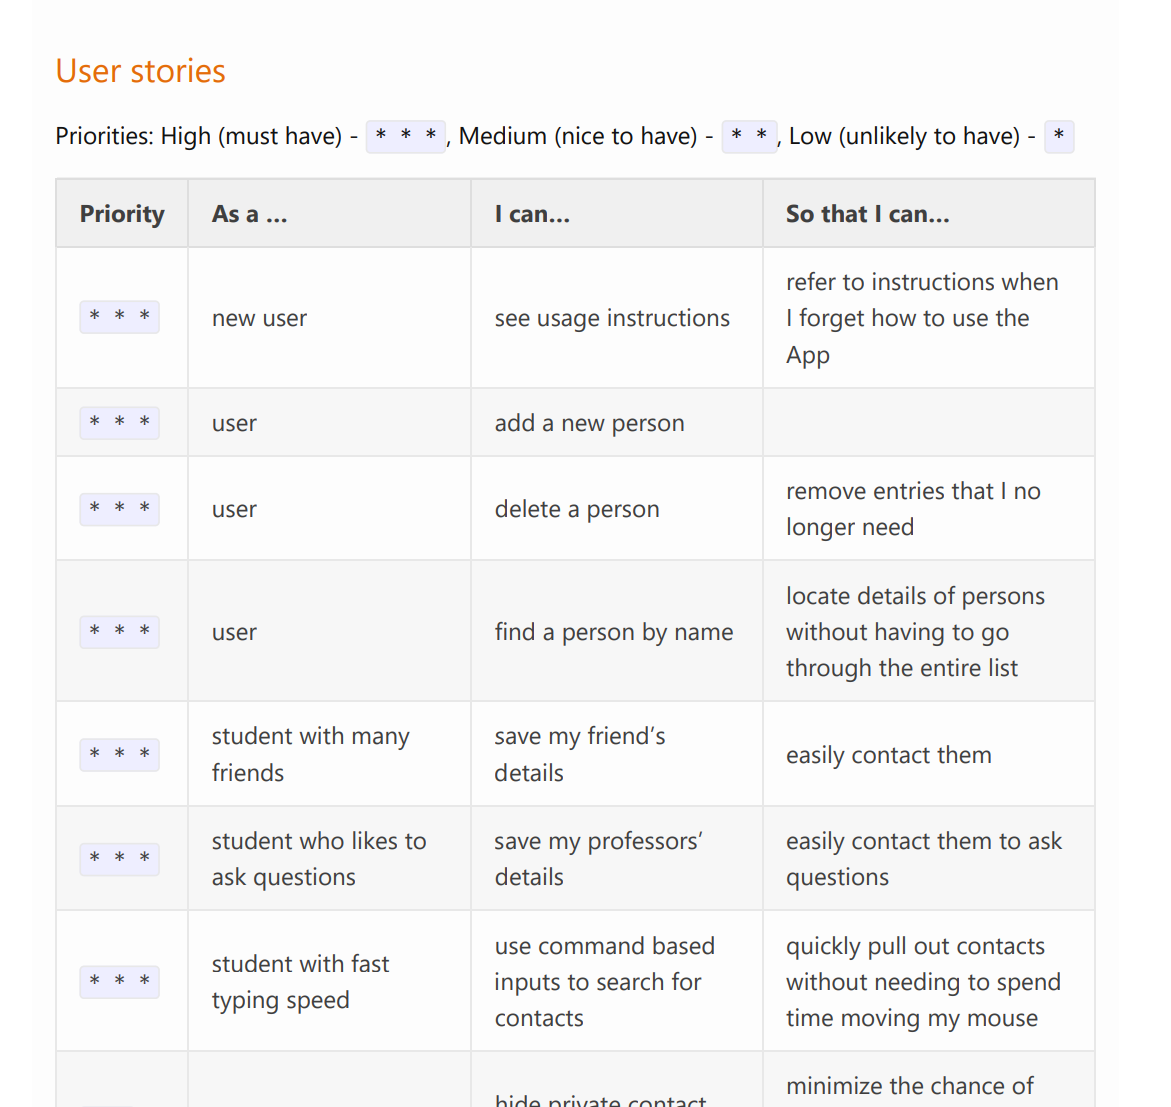 User stories
Priorities: High (must have) - * * *, Medium (nice to have) - * *, Low (unlikely to have) - *
Priority As a … I can… So that I can…
* * * new user see usage instructions refer to instructions when
I forget how to use the
App
* * * user add a new person
* * * user delete a person remove entries that I no
longer need
* * * user find a person by name locate details of persons
without having to go
through the entire list
* * * student with many
friends
save my friend’s
details
easily contact them
* * * student who likes to
ask questions
save my professors’
details
easily contact them to ask
questions
* * * student with fast
typing speed
use command based
inputs to search for
contacts
quickly pull out contacts
without needing to spend
time moving my mouse
hide private contact
minimize the chance of